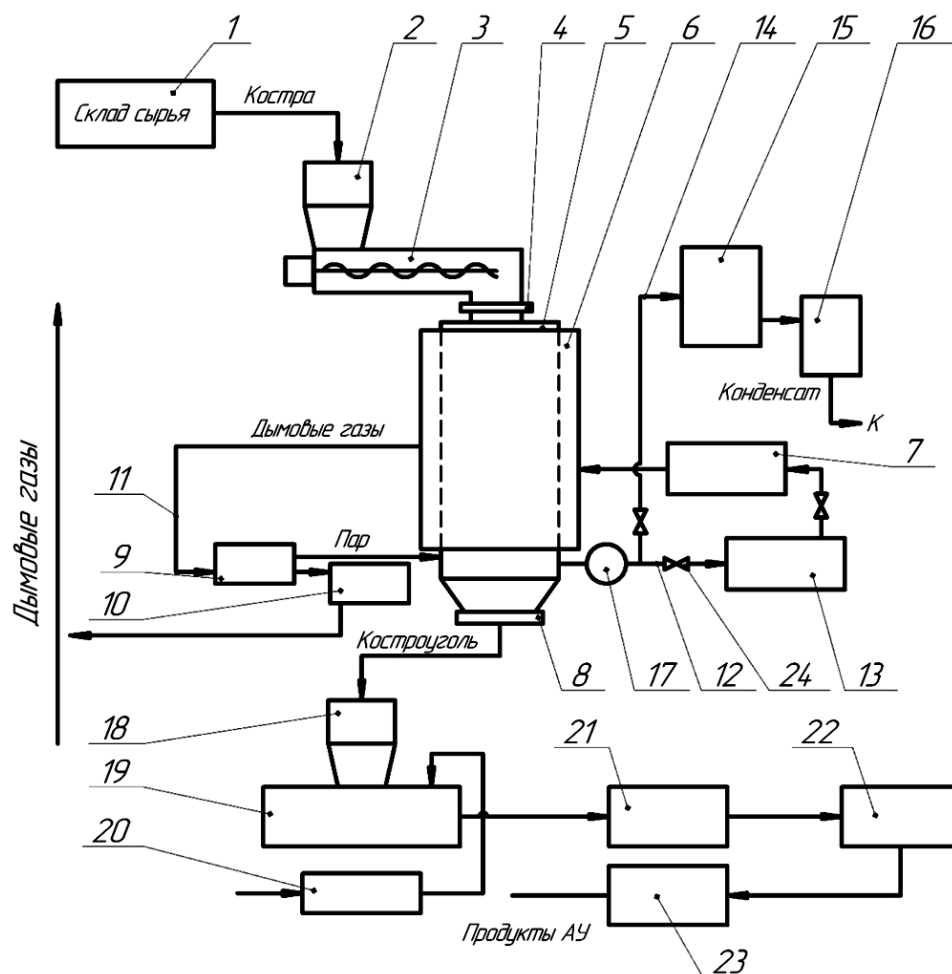 1 2 3 4 5 6 14 15 16
Склад сырья
Костра
Конденсат
К
7
Дымовые газы
Дымовые газы
11
Пар
9
10
Костроуголь
8 17 12 24 13
18
21
22
19
20
Продукты АУ
23